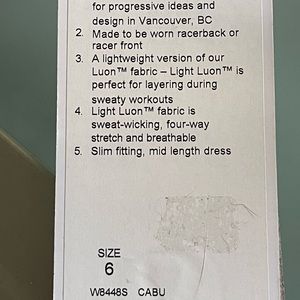 for progressive ideas and
design in Vancouver, BC
2. Made to be worn racerback or
racer front
3. A lightweight version of our
Luon™ fabric – Light Luon™ is
perfect for layering during
sweaty workouts
4. Light Luon™ fabric is
sweat-wicking, four-way
stretch and breathable
5. Slim fitting, mid length dress
SIZE
6
W8448S CABU